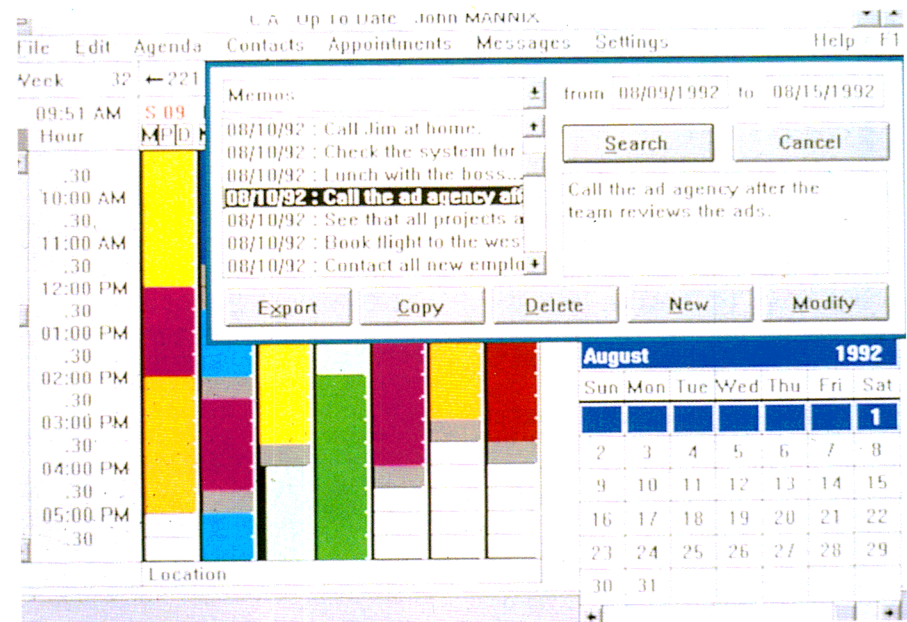 C A Up To Date John MANNIX
File Edit Agenda Contacts Appointments Messages Settings Help F1
Week 32 ←221
09:51 AM S 09
Hour M P D
Memos
from 08/09/1992 to 08/15/1992
08/10/92 : Call Jim at home.
08/10/92 : Check the system for
08/10/92 : Lunch with the boss...
08/10/92 : Call the ad agency aft
08/10/92 : See that all projects a
08/10/92 : Book flight to the wes
08/10/92 : Contact all new emplo
Search Cancel
Call the ad agency after the
team reviews the ads.
Export Copy Delete New Modify
.30
10:00 AM
.30
11:00 AM
.30
12:00 PM
.30
01:00 PM
.30
02:00 PM
.30
03:00 PM
.30
04:00 PM
.30
05:00 PM
.30
Location
August 1992
Sun Mon Tue Wed Thu Fri Sat
1
2 3 4 5 6 7 8
9 10 11 12 13 14 15
16 17 18 19 20 21 22
23 24 25 26 27 28 29
30 31